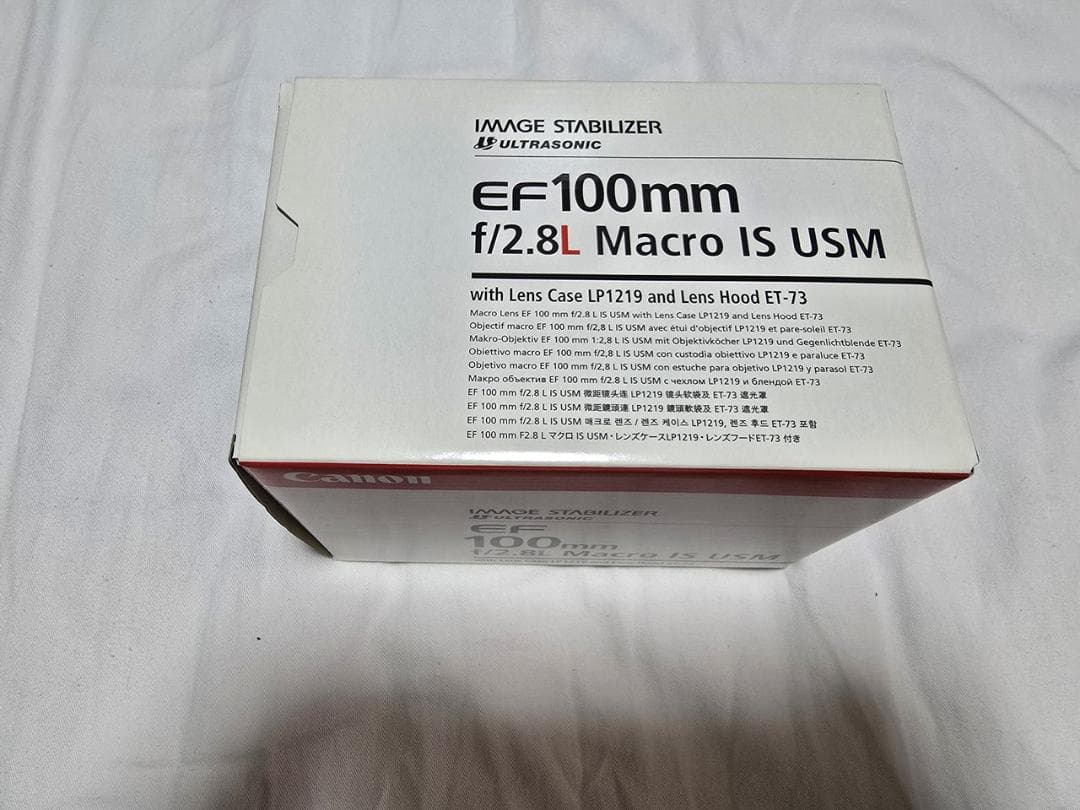 IMAGE STABILIZER
ULTRASONIC
EF100mm
f/2.8L Macro IS USM
with Lens Case LP1219 and Lens Hood ET-73
Macro Lens EF 100 mm f/2.8 L IS USM with Lens Case LP1219 and Lens Hood ET-73
Objectif macro EF 100 mm f/2,8 L IS USM avec étui d'objectif LP1219 et pare-soleil ET-73
Makro-Objektiv EF 100 mm 1:2,8 L IS USM mit Objektivköcher LP1219 und Gegenlichtblende ET-73
Obiettivo macro EF 100 mm f/2,8 L IS USM con custodia obiettivo LP1219 e paraluce ET-73
Objetivo macro EF 100 mm f/2,8 L IS USM con estuche para objetivo LP1219 y parasol ET-73
Макро объектив EF 100 mm f/2.8 L IS USM с чехлом LP1219 и блендой ET-73
EF 100 mm f/2.8 L IS USM 微距镜头连 LP1219 镜头软袋及 ET-73 遮光罩
EF 100 mm f/2.8 L IS USM 微距鏡頭連 LP1219 鏡頭軟袋及 ET-73 遮光罩
EF 100 mm f/2.8 L IS USM 매크로 렌즈 / 렌즈 케이스 LP1219, 렌즈 후드 ET-73 포함
EF 100 mm F2.8 L マクロ IS USM・レンズケースLP1219・レンズフードET-73 付き
Canon
IMAGE STABILIZER
ULTRASONIC
EF
100mm
f/2.8L Macro IS USM
with Lens Case LP1219 and Lens Hood ET-73